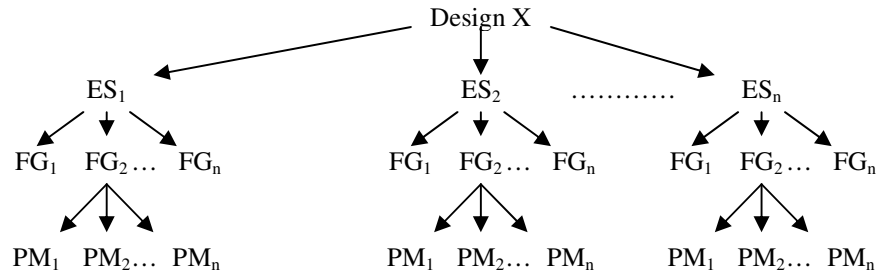 Design X
ES₁ ES₂ ………… ESₙ
FG₁ FG₂… FGₙ FG₁ FG₂… FGₙ FG₁ FG₂… FGₙ
PM₁ PM₂… PMₙ PM₁ PM₂… PMₙ PM₁ PM₂… PMₙ